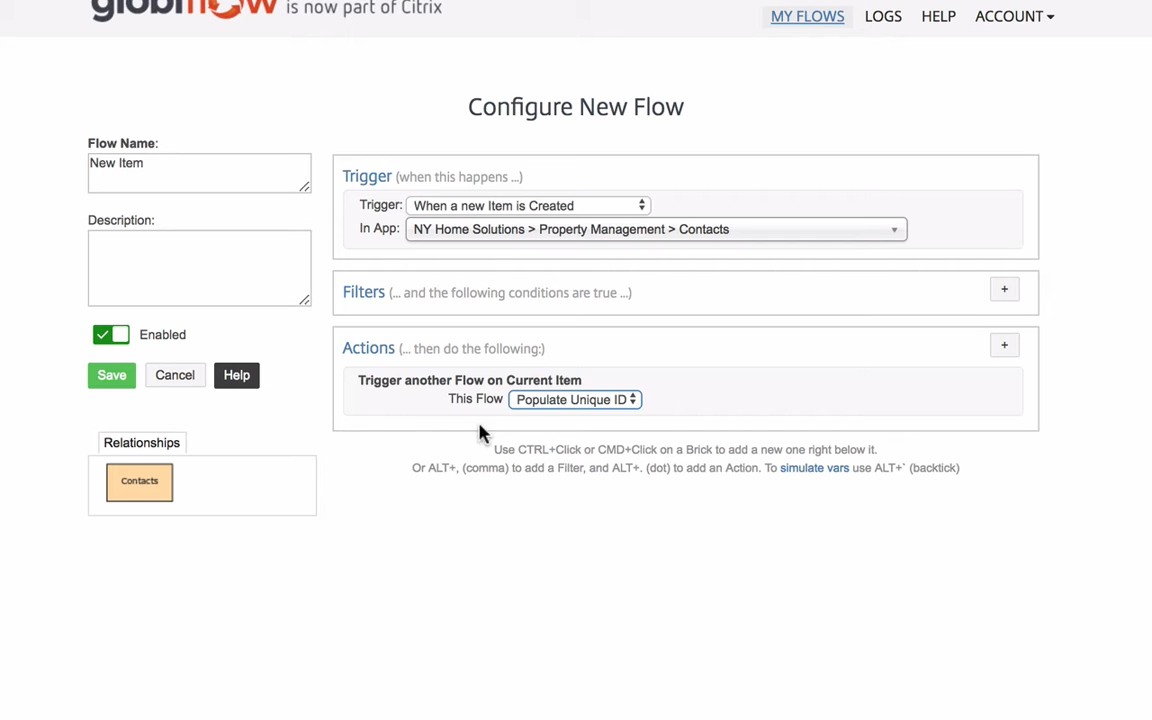 globiflow is now part of Citrix
MY FLOWS LOGS HELP ACCOUNT
Configure New Flow
Flow Name:
New Item
Description:
Enabled
Save Cancel Help
Relationships
Contacts
Trigger (when this happens ...)
Trigger: When a new Item is Created
In App: NY Home Solutions > Property Management > Contacts
Filters (... and the following conditions are true ...)
+
Actions (... then do the following:)
+
Trigger another Flow on Current Item
This Flow Populate Unique ID
Use CTRL+Click or CMD+Click on a Brick to add a new one right below it.
Or ALT+, (comma) to add a Filter, and ALT+. (dot) to add an Action. To simulate vars use ALT+` (backtick)